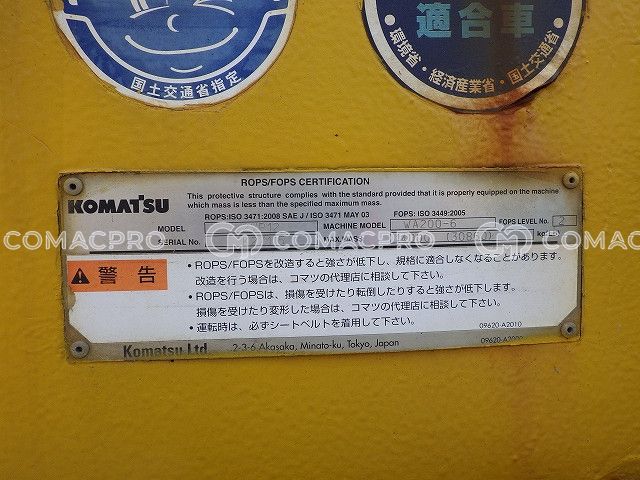 国土交通省指定
適合車
・環境省・経済産業省・国土交通省・
ROPS/FOPS CERTIFICATION
This protective structure complies with the standard provided that it is properly equipped on the machine
which mass is less than the specified maximum mass.
KOMATSU
ROPS:ISO 3471:2008 SAE J / ISO 3471 MAY 03 FOPS: ISO 3449:2005
MODEL MACHINE MODEL WA200-6 FOPS LEVEL No. 2
SERIAL No. MAX.MASS
COMACPRO COMACPRO COMACPRO
警告
・ROPS/FOPSを改造すると強さが低下し、規格に適合しなくなることがあります。
改造を行う場合は、コマツの代理店に相談して下さい。
・ROPS/FOPSは、損傷を受けたり転倒したりすると強さが低下します。
損傷を受けたり変形した場合は、コマツの代理店に相談して下さい。
・運転時は、必ずシートベルトを着用して下さい。
09620-A2010
Komatsu Ltd. 2-3-6 Akasaka, Minato-ku, Tokyo, Japan